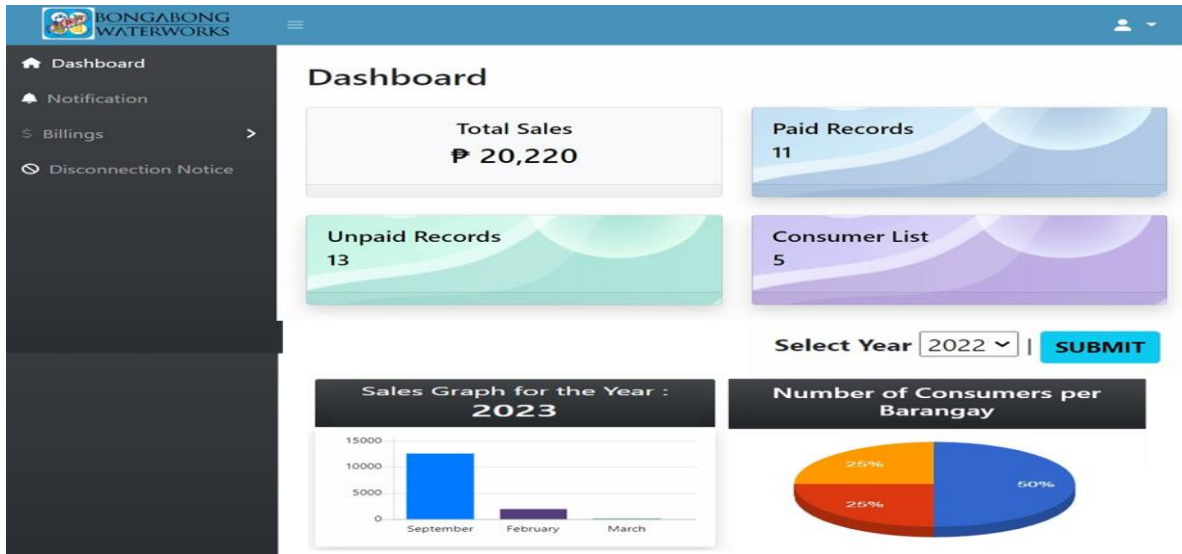 BONGABONG
WATERWORKS
Dashboard
Notification
$ Billings >
Disconnection Notice
Dashboard
Total Sales
₱ 20,220
Paid Records
11
Unpaid Records
13
Consumer List
5
Select Year 2022 | SUBMIT
Sales Graph for the Year :
2023
15000
10000
5000
0
September February March
Number of Consumers per
Barangay
25%
50%
25%